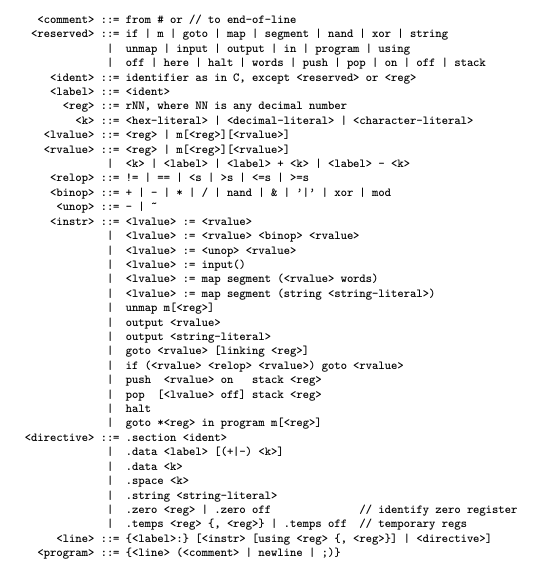 <comment> ::= from # or // to end-of-line
<reserved> ::= if | m | goto | map | segment | nand | xor | string
| unmap | input | output | in | program | using
| off | here | halt | words | push | pop | on | off | stack
<ident> ::= identifier as in C, except <reserved> or <reg>
<label> ::= <ident>
<reg> ::= rNN, where NN is any decimal number
<k> ::= <hex-literal> | <decimal-literal> | <character-literal>
<lvalue> ::= <reg> | m[<reg>][<rvalue>]
<rvalue> ::= <reg> | m[<reg>][<rvalue>]
| <k> | <label> | <label> + <k> | <label> - <k>
<relop> ::= != | == | <s | >s | <=s | >=s
<binop> ::= + | - | * | / | nand | & | '|' | xor | mod
<unop> ::= - | ~
<instr> ::= <lvalue> := <rvalue>
| <lvalue> := <rvalue> <binop> <rvalue>
| <lvalue> := <unop> <rvalue>
| <lvalue> := input()
| <lvalue> := map segment (<rvalue> words)
| <lvalue> := map segment (string <string-literal>)
| unmap m[<reg>]
| output <rvalue>
| output <string-literal>
| goto <rvalue> [linking <reg>]
| if (<rvalue> <relop> <rvalue>) goto <rvalue>
| push <rvalue> on stack <reg>
| pop [<lvalue> off] stack <reg>
| halt
| goto *<reg> in program m[<reg>]
<directive> ::= .section <ident>
| .data <label> [(+|-) <k>]
| .data <k>
| .space <k>
| .string <string-literal>
| .zero <reg> | .zero off // identify zero register
| .temps <reg> {, <reg>} | .temps off // temporary regs
<line> ::= {<label>:} [<instr> [using <reg> {, <reg>}] | <directive>]
<program> ::= {<line> (<comment> | newline | ;)}